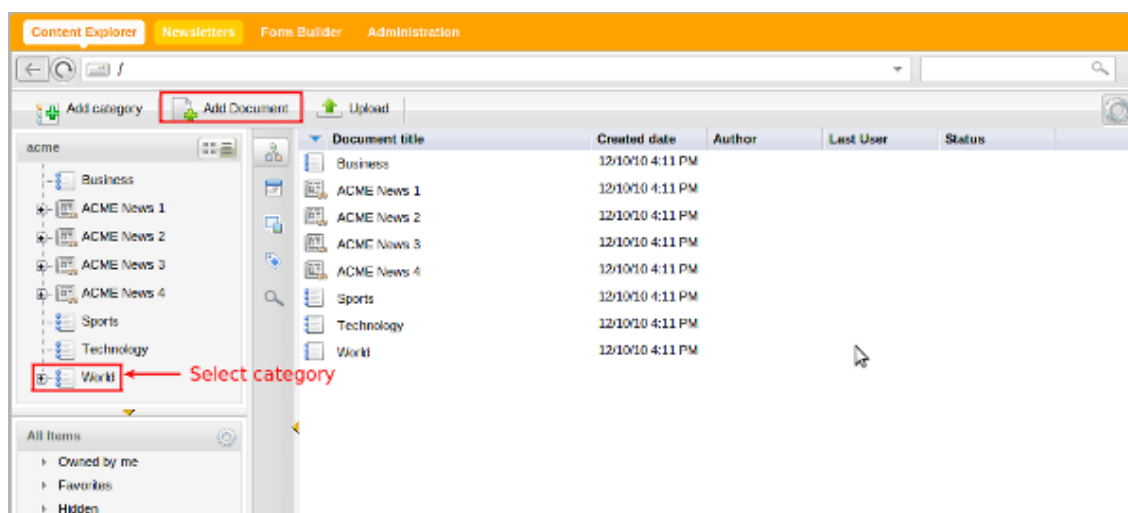 Content Explorer Newsletters Form Builder Administration
/
Add category Add Document Upload
acme
Business
ACME News 1
ACME News 2
ACME News 3
ACME News 4
Sports
Technology
World
Select category
All Items
Owned by me
Favorites
Hidden
Document title Created date Author Last User Status
Business 12/10/10 4:11 PM
ACME News 1 12/10/10 4:11 PM
ACME News 2 12/10/10 4:11 PM
ACME News 3 12/10/10 4:11 PM
ACME News 4 12/10/10 4:11 PM
Sports 12/10/10 4:11 PM
Technology 12/10/10 4:11 PM
World 12/10/10 4:11 PM